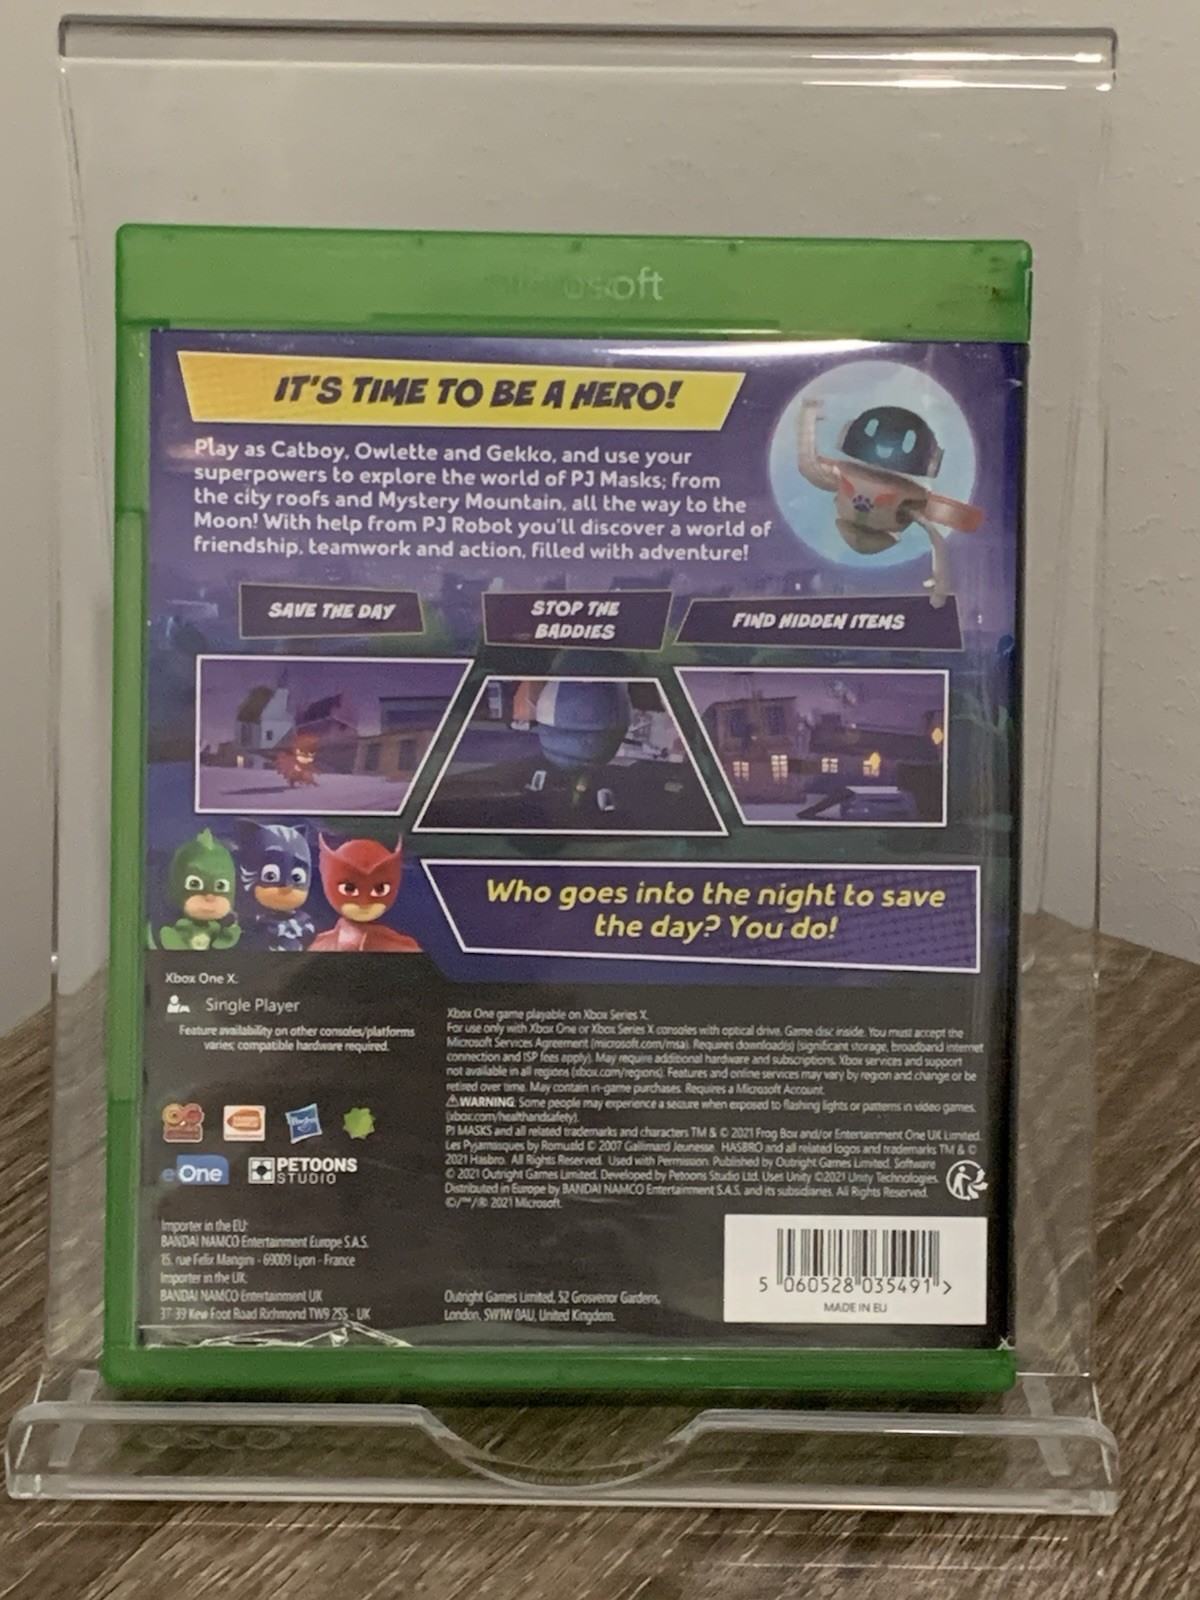 IT'S TIME TO BE A HERO!
Play as Catboy, Owlette and Gekko, and use your
superpowers to explore the world of PJ Masks; from
the city roofs and Mystery Mountain, all the way to the
Moon! With help from PJ Robot you'll discover a world of
friendship, teamwork and action, filled with adventure!
SAVE THE DAY
STOP THE
BADDIES
FIND HIDDEN ITEMS
Who goes into the night to save
the day? You do!
Xbox One X.
Single Player
Feature availability on other consoles/platforms
varies; compatible hardware required.
eOne
PETOONS
STUDIO
Importer in the EU:
BANDAI NAMCO Entertainment Europe S.A.S.
15, rue Felix Mangini - 69009 Lyon - France
Importer in the UK:
BANDAI NAMCO Entertainment UK
37-39 Kew Foot Road Richmond TW9 2SS - UK
Xbox One game playable on Xbox Series X.
For use only with Xbox One or Xbox Series X consoles with optical drive. Game disc inside. You must accept the
Microsoft Services Agreement (microsoft.com/msa). Requires download(s) (significant storage, broadband internet
connection and ISP fees apply). May require additional hardware and subscriptions. Xbox services and support
not available in all regions (xbox.com/regions). Features and online services may vary by region and change or be
retired over time. May contain in-game purchases. Requires a Microsoft Account.
⚠WARNING: Some people may experience a seizure when exposed to flashing lights or patterns in video games.
(xbox.com/healthandsafety).
PJ MASKS and all related trademarks and characters TM & © 2021 Frog Box and/or Entertainment One UK Limited.
Les Pyjamasques by Romuald © 2007 Gallimard Jeunesse. HASBRO and all related logos and trademarks TM & ©
2021 Hasbro. All Rights Reserved. Used with Permission. Published by Outright Games Limited. Software
© 2021 Outright Games Limited. Developed by Petoons Studio Ltd. Uses Unity ©2021 Unity Technologies.
Distributed in Europe by BANDAI NAMCO Entertainment S.A.S. and its subsidiaries. All Rights Reserved.
©/™/® 2021 Microsoft.
Outright Games Limited, 52 Grosvenor Gardens,
London, SW1W 0AU, United Kingdom.
5 060528 035491 >
MADE IN EU